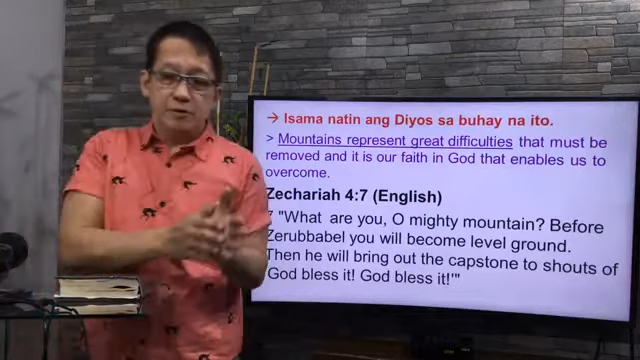 → Isama natin ang Diyos sa buhay na ito.
> Mountains represent great difficulties that must be
removed and it is our faith in God that enables us to
overcome.
Zechariah 4:7 (English)
7 "What are you, O mighty mountain? Before
Zerubbabel you will become level ground.
Then he will bring out the capstone to shouts of
'God bless it! God bless it!'"